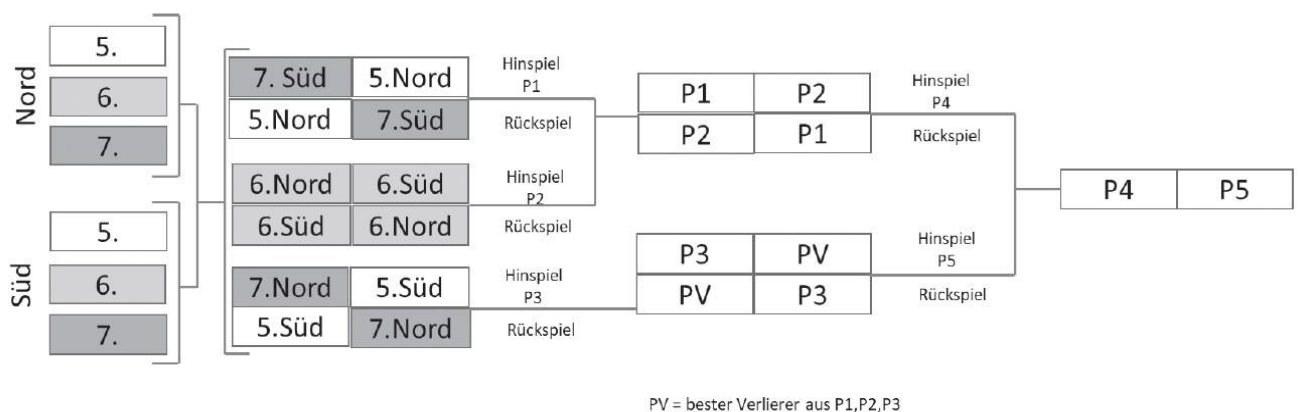 Nord
5.
6.
7.
Süd
5.
6.
7.
7. Süd 5.Nord
5.Nord 7.Süd
Hinspiel
P1
Rückspiel
6.Nord 6.Süd
6.Süd 6.Nord
Hinspiel
P2
Rückspiel
7.Nord 5.Süd
5.Süd 7.Nord
Hinspiel
P3
Rückspiel
P1 P2
P2 P1
Hinspiel
P4
Rückspiel
P3 PV
PV P3
Hinspiel
P5
Rückspiel
P4 P5
PV = bester Verlierer aus P1,P2,P3